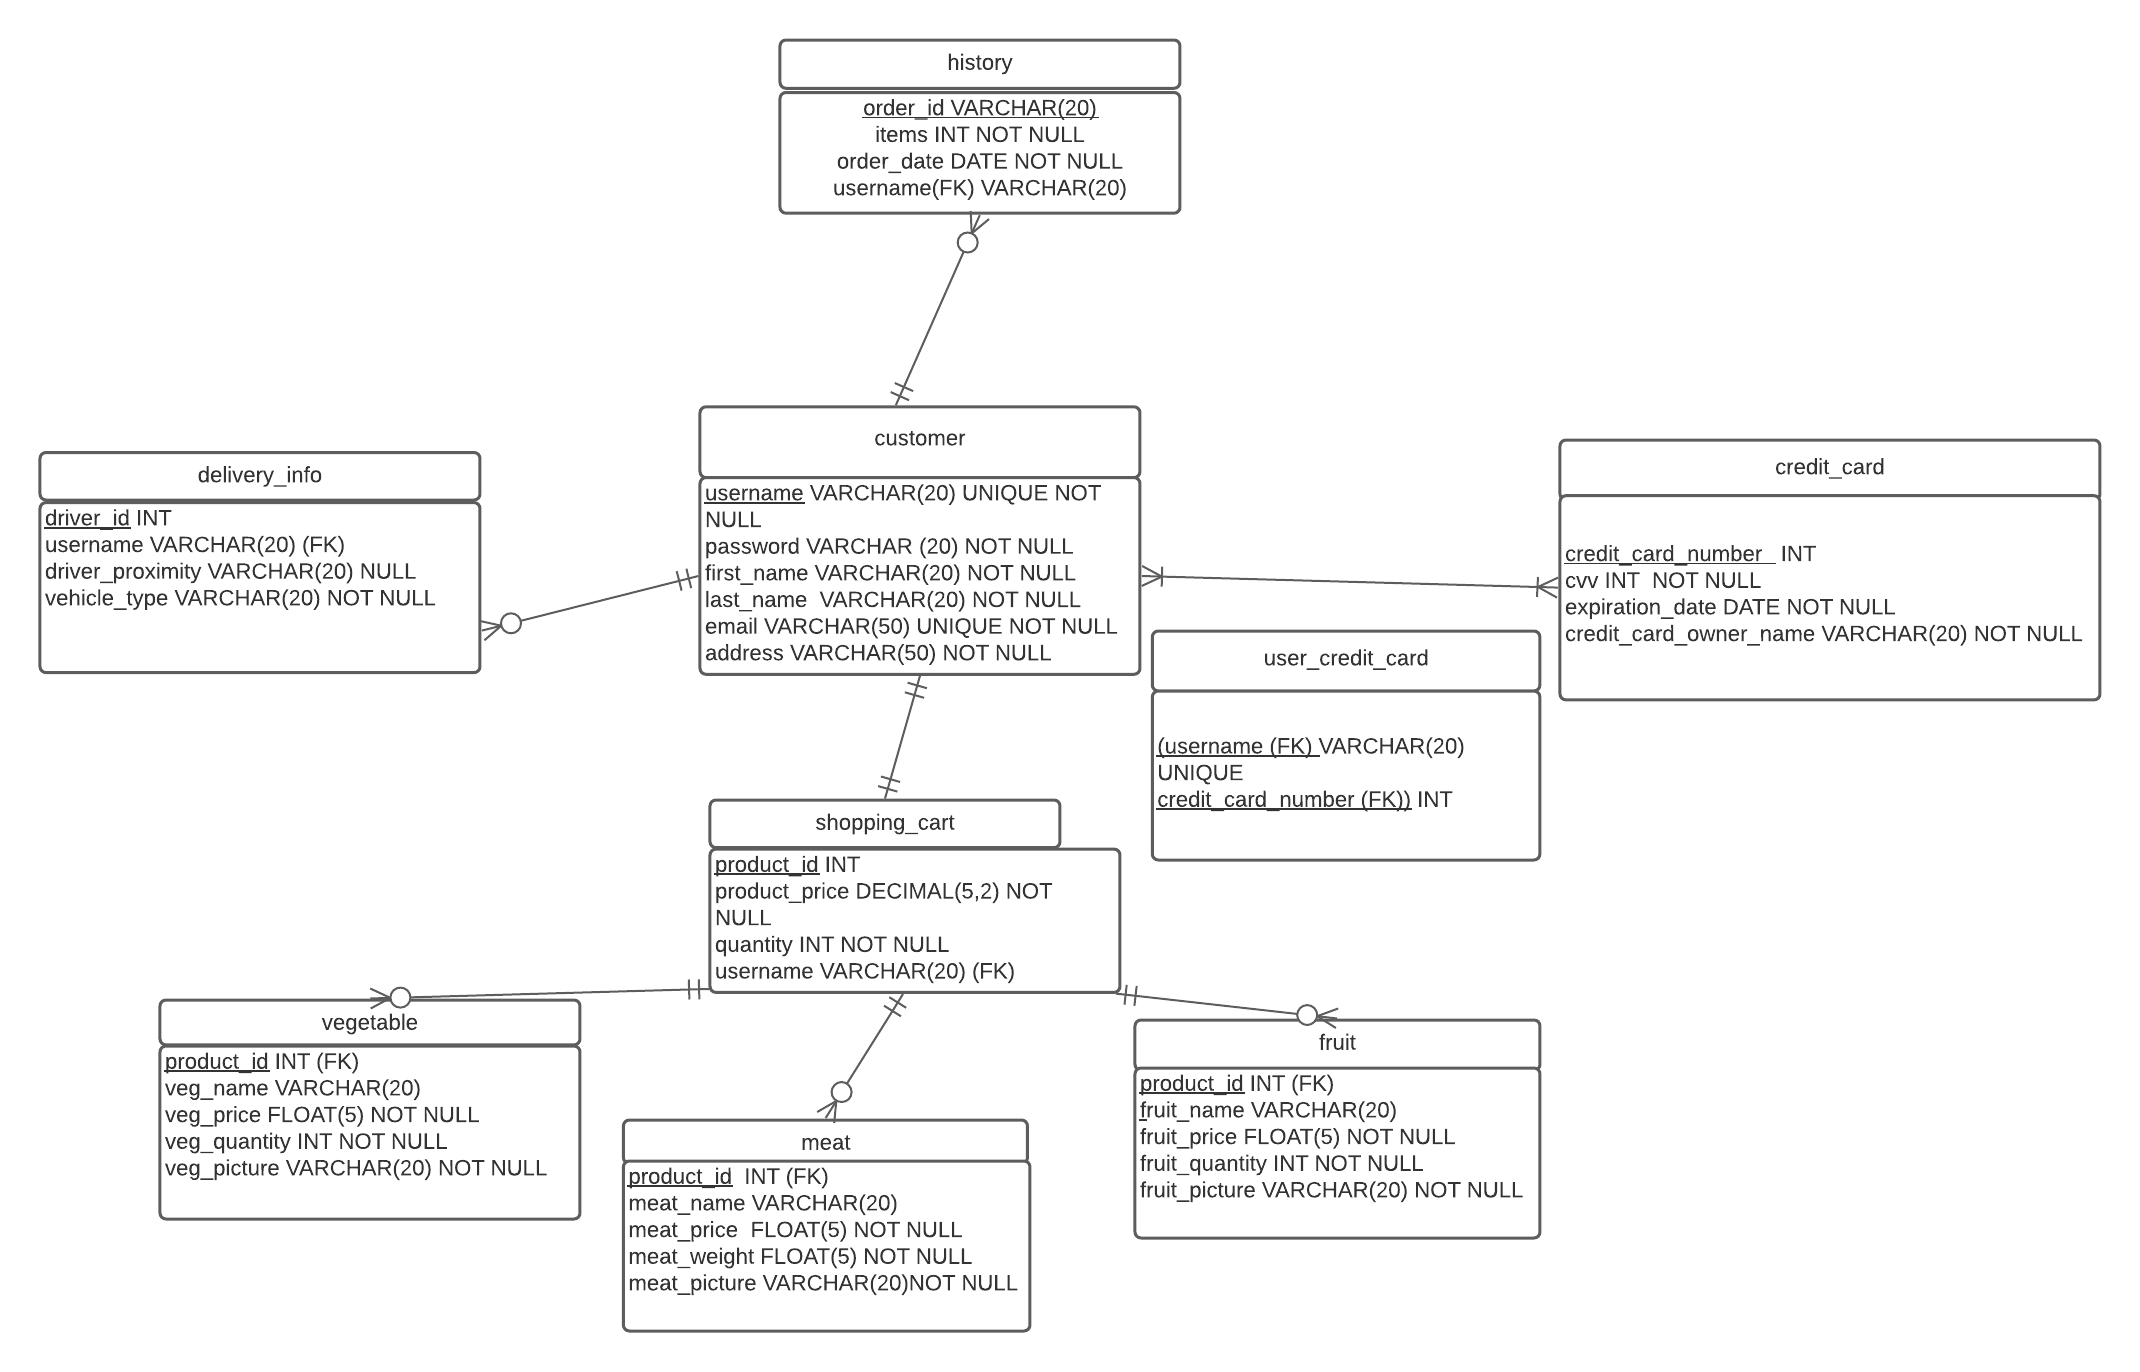 history
order_id VARCHAR(20)
items INT NOT NULL
order_date DATE NOT NULL
username(FK) VARCHAR(20)
customer
username VARCHAR(20) UNIQUE NOT
NULL
password VARCHAR (20) NOT NULL
first_name VARCHAR(20) NOT NULL
last_name VARCHAR(20) NOT NULL
email VARCHAR(50) UNIQUE NOT NULL
address VARCHAR(50) NOT NULL
delivery_info
driver_id INT
username VARCHAR(20) (FK)
driver_proximity VARCHAR(20) NULL
vehicle_type VARCHAR(20) NOT NULL
credit_card
credit_card_number INT
cvv INT NOT NULL
expiration_date DATE NOT NULL
credit_card_owner_name VARCHAR(20) NOT NULL
user_credit_card
(username (FK) VARCHAR(20)
UNIQUE
credit_card_number (FK)) INT
shopping_cart
product_id INT
product_price DECIMAL(5,2) NOT
NULL
quantity INT NOT NULL
username VARCHAR(20) (FK)
vegetable
product_id INT (FK)
veg_name VARCHAR(20)
veg_price FLOAT(5) NOT NULL
veg_quantity INT NOT NULL
veg_picture VARCHAR(20) NOT NULL
meat
product_id INT (FK)
meat_name VARCHAR(20)
meat_price FLOAT(5) NOT NULL
meat_weight FLOAT(5) NOT NULL
meat_picture VARCHAR(20)NOT NULL
fruit
product_id INT (FK)
fruit_name VARCHAR(20)
fruit_price FLOAT(5) NOT NULL
fruit_quantity INT NOT NULL
fruit_picture VARCHAR(20) NOT NULL